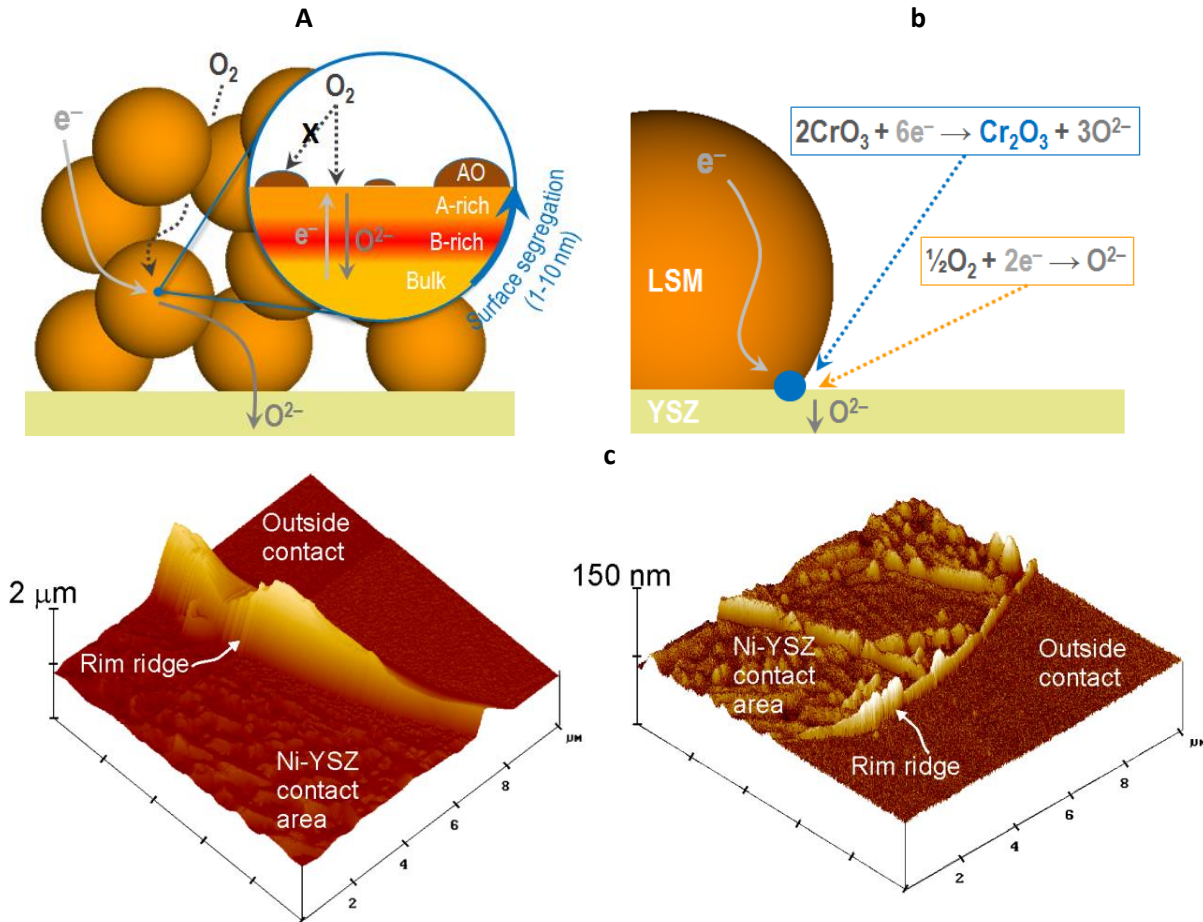 A
b
O₂
e⁻
O₂
X
AO
A-rich
e⁻
O²⁻
B-rich
Bulk
Surface segregation
(1-10 nm)
O²⁻
2CrO₃ + 6e⁻ → Cr₂O₃ + 3O²⁻
e⁻
LSM
½O₂ + 2e⁻ → O²⁻
YSZ
O²⁻
c
Outside
contact
2 μm
Rim ridge
Ni-YSZ
contact
area
μм
8
6
4
2
150 nm
Ni-YSZ
contact
area
Outside
contact
Rim ridge
μм
8
6
4
2